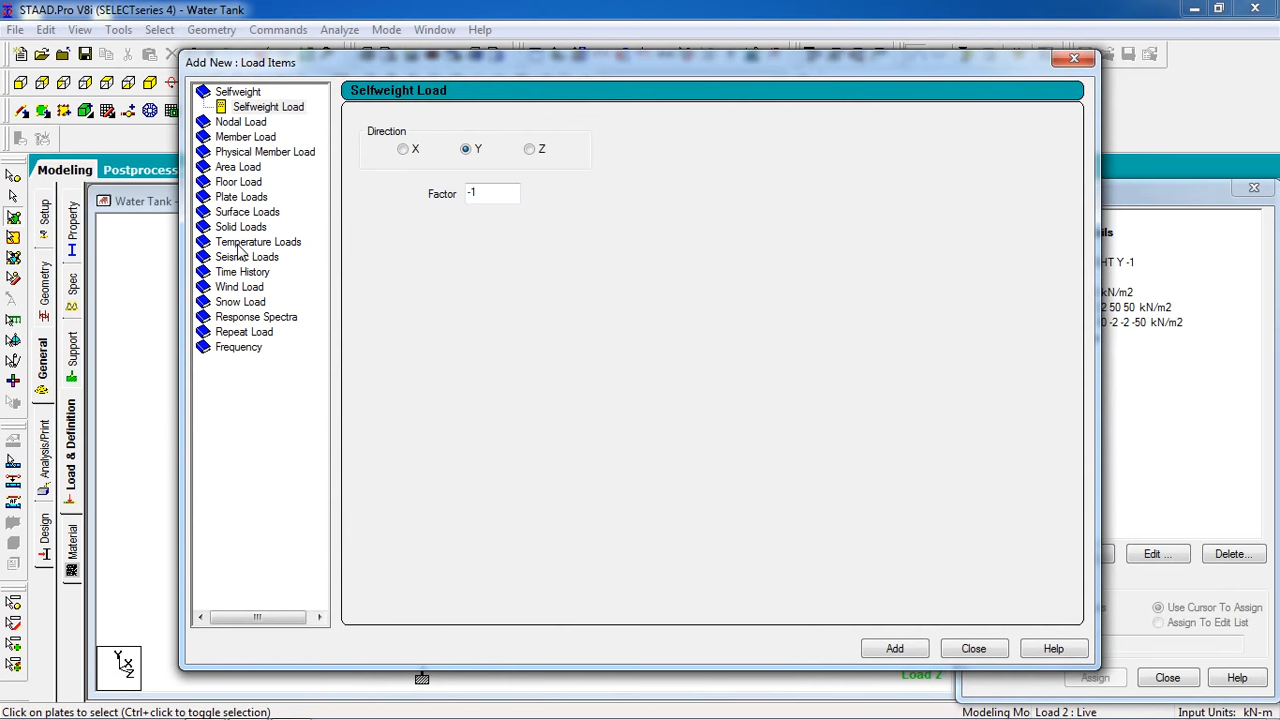 STAAD.Pro V8i (SELECTseries 4) - Water Tank
File Edit View Tools Select Geometry Commands Analyze Mode Window Help
Add New : Load Items
Selfweight
Selfweight Load
Nodal Load
Member Load
Physical Member Load
Area Load
Floor Load
Plate Loads
Surface Loads
Solid Loads
Temperature Loads
Seismic Loads
Time History
Wind Load
Snow Load
Response Spectra
Repeat Load
Frequency
Selfweight Load
Direction
X Y Z
Factor -1
Add Close Help
Modeling Postprocess
Water Tank -
Setup
Geometry
General
Analysis/Print
Design
Property
Spec
Support
Load & Definition
Material
Y X Z
Load 2
HT Y -1
kN/m2
2 50 50 kN/m2
0 -2 -2 -50 kN/m2
Edit ... Delete...
Use Cursor To Assign
Assign To Edit List
Assign Close Help
Click on plates to select (Ctrl+click to toggle selection)
Modeling Mo Load 2 : Live Input Units: kN-m